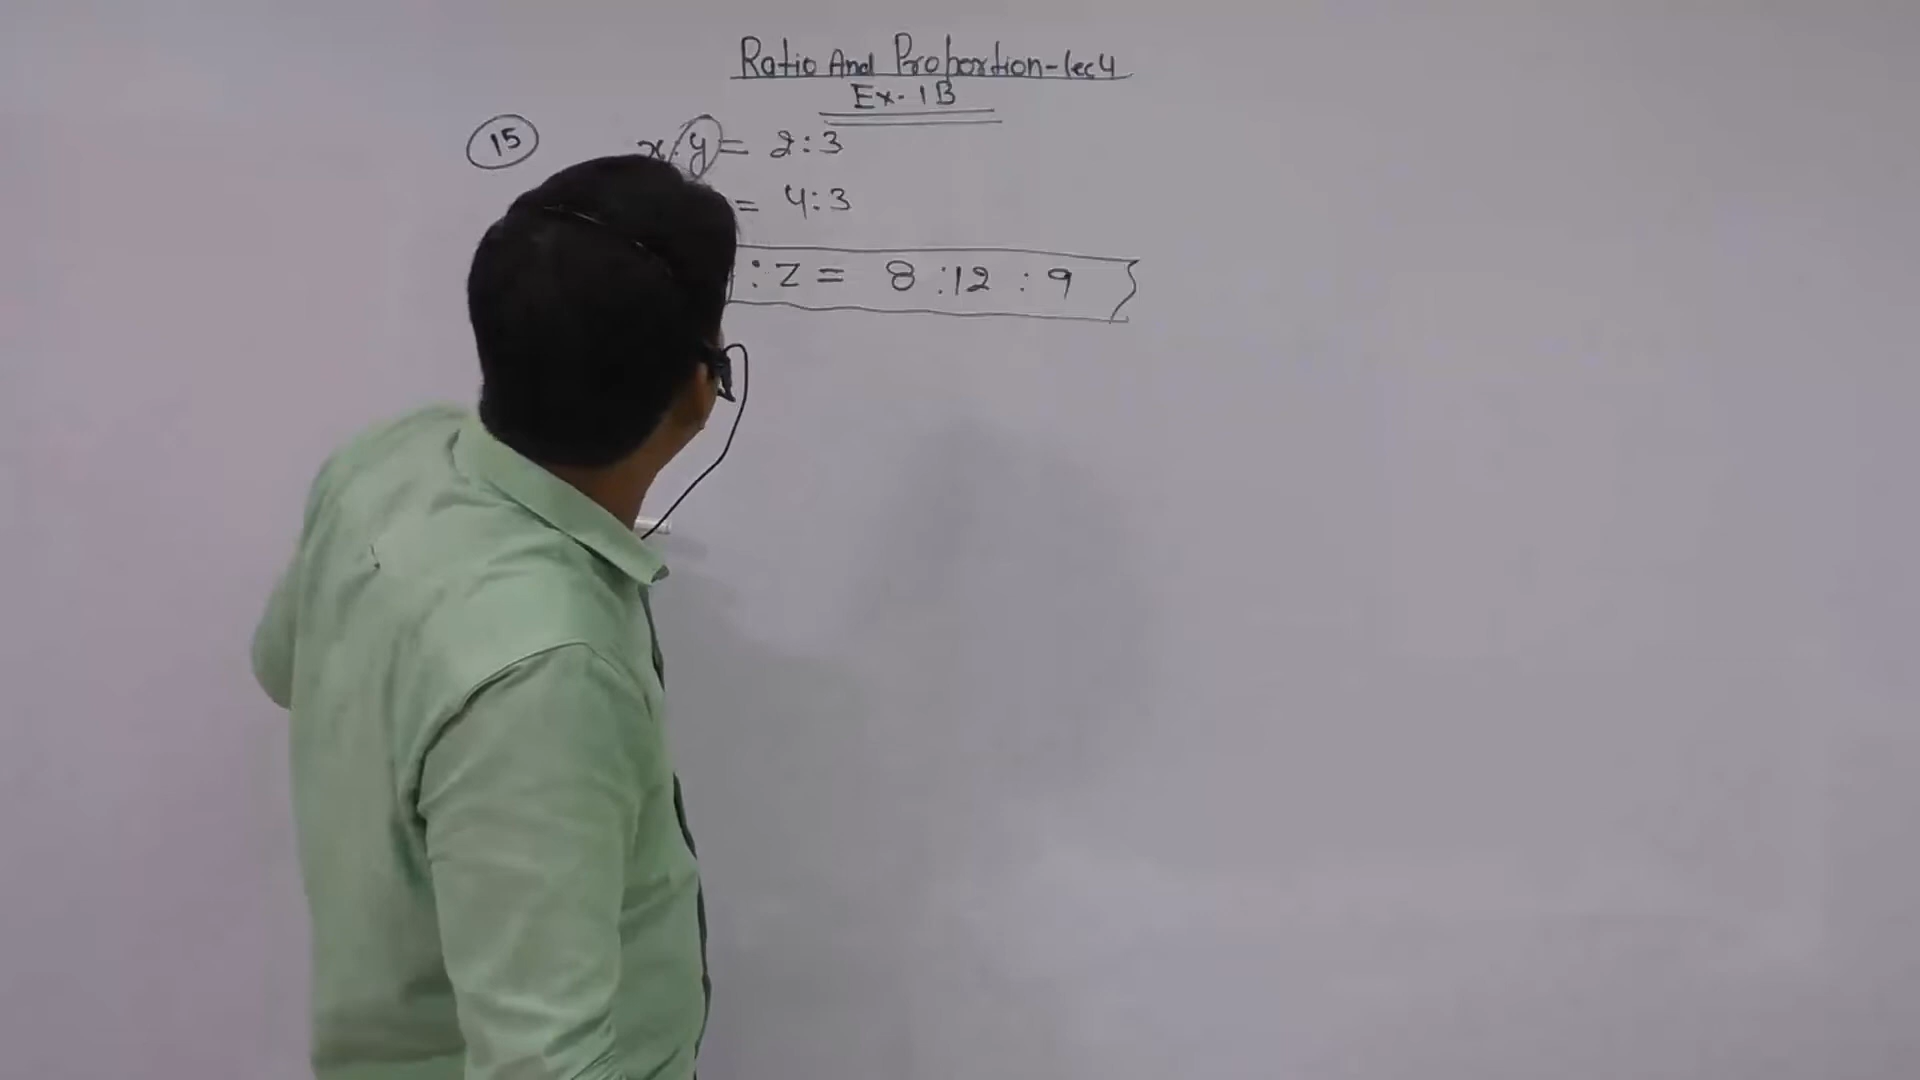 Ratio And Proportion-lec4
Ex-1B
15
x:y = 2:3
= 4:3
:z = 8:12:9